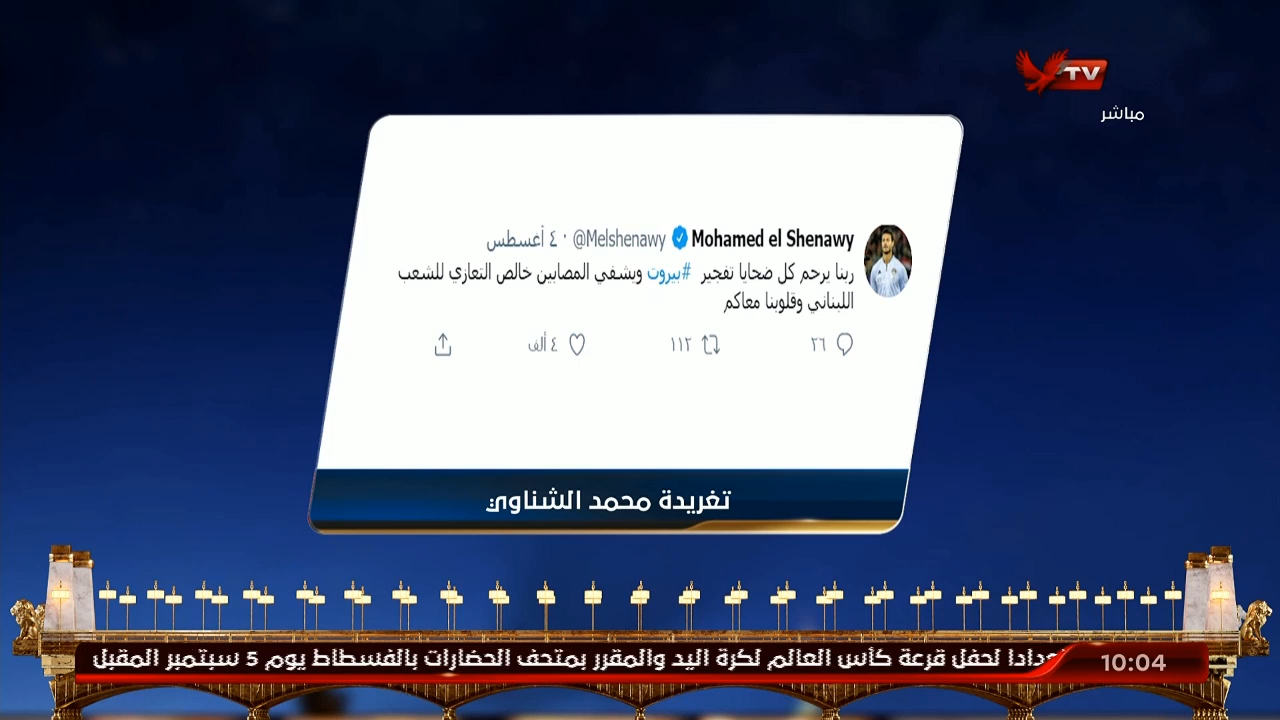 TV
مباشر
Mohamed el Shenawy @Melshenawy · ٤ أغسطس
ربنا يرحم كل ضحايا تفجير #بيروت ويشفي المصابين خالص التعازي للشعب
اللبناني وقلوبنا معاكم
٢٦ ١١٢ ٤ ألف
تغريدة محمد الشناوي
لحفل قرعة كأس العالم لكرة اليد والمقرر بمتحف الحضارات بالفسطاط يوم 5 سبتمبر المقبل
10:04